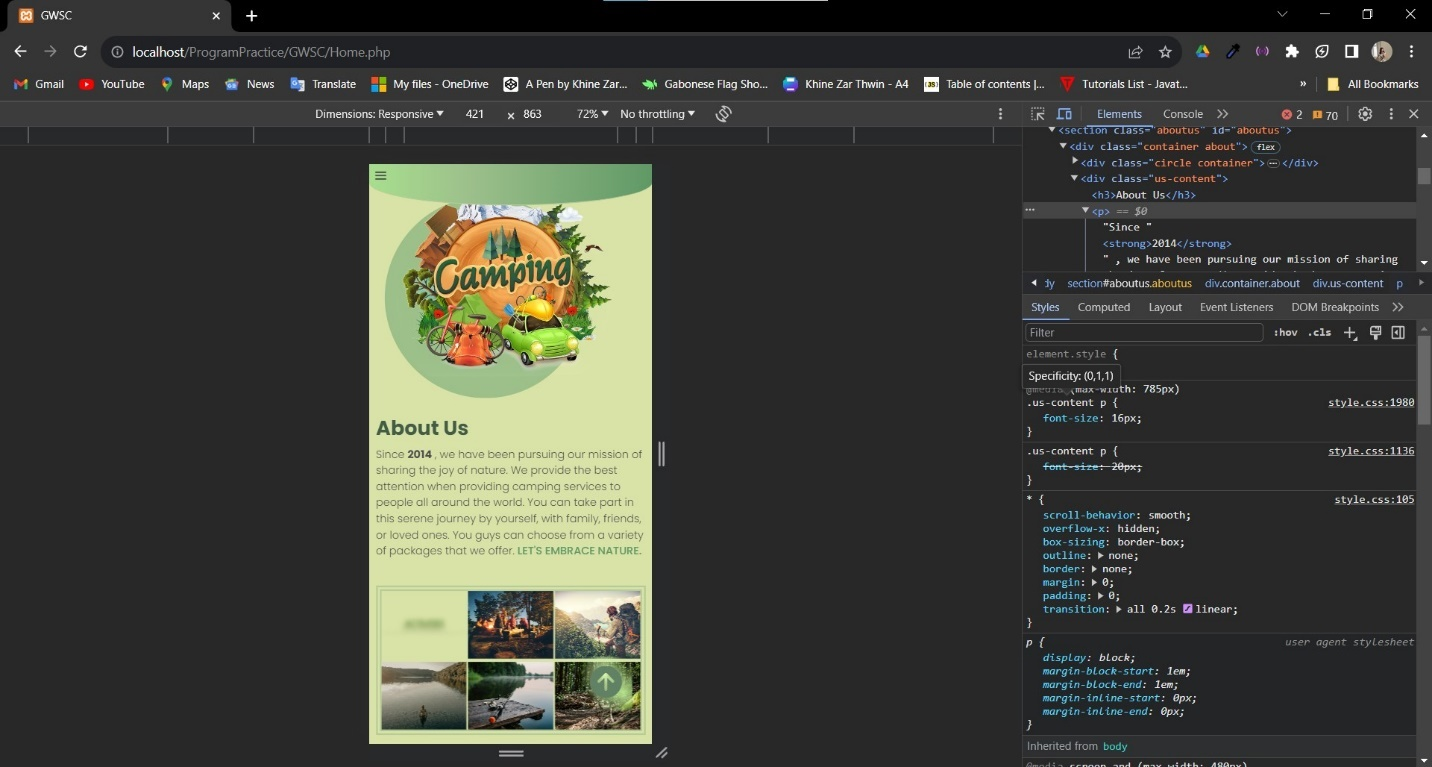 GWSC
localhost/ProgramPractice/GWSC/Home.php
Gmail YouTube Maps News Translate My files - OneDrive A Pen by Khine Zar... Gabonese Flag Sho... Khine Zar Thwin - A4 Table of contents |... Tutorials List - Javat... » All Bookmarks
Dimensions: Responsive 421 × 863 72% No throttling
Elements Console 2 70
<section class="aboutus" id="aboutus">
<div class="container about"> flex
<div class="circle container"> </div>
<div class="us-content">
<h3>About Us</h3>
<p> == $0
"Since "
<strong>2014</strong>
" , we have been pursuing our mission of sharing
dy section#aboutus.aboutus div.container.about div.us-content p
Styles Computed Layout Event Listeners DOM Breakpoints
Filter :hov .cls
element.style {
Specificity: (0,1,1)
@media (max-width: 785px)
.us-content p { style.css:1980
font-size: 16px;
}
.us-content p { style.css:1136
font-size: 20px;
}
* { style.css:105
scroll-behavior: smooth;
overflow-x: hidden;
box-sizing: border-box;
outline: none;
border: none;
margin: 0;
padding: 0;
transition: all 0.2s linear;
}
p { user agent stylesheet
display: block;
margin-block-start: 1em;
margin-block-end: 1em;
margin-inline-start: 0px;
margin-inline-end: 0px;
}
Inherited from body
@media screen and (max-width: 480px)
Camping
About Us
Since 2014 , we have been pursuing our mission of
sharing the joy of nature. We provide the best
attention when providing camping services to
people all around the world. You can take part in
this serene journey by yourself, with family, friends,
or loved ones. You guys can choose from a variety
of packages that we offer. LET'S EMBRACE NATURE.